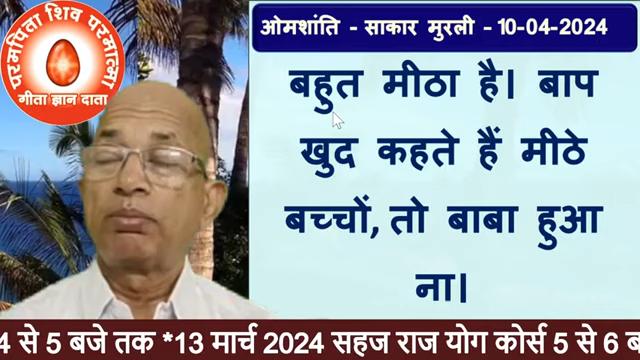 परमपिता शिव परमात्मा
गीता ज्ञान दाता
ओमशांति - साकार मुरली - 10-04-2024
बहुत मीठा है। बाप
खुद कहते हैं मीठे
बच्चों, तो बाबा हुआ
ना।
4 से 5 बजे तक *13 मार्च 2024 सहज राज योग कोर्स 5 से 6 ब